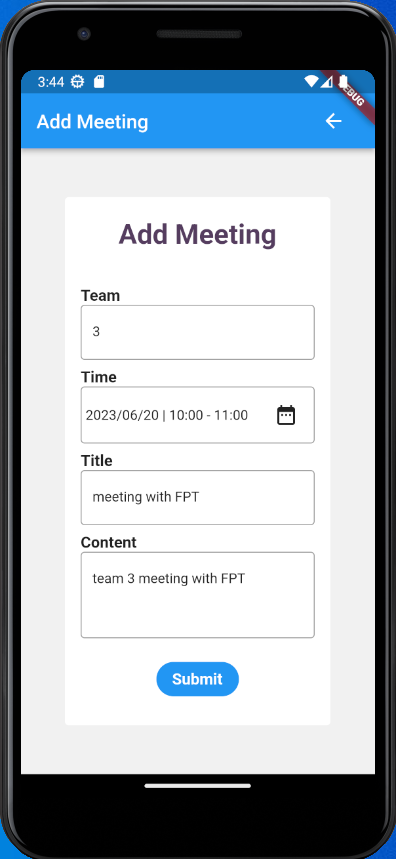 3:44
DEBUG
Add Meeting
Add Meeting
Team
3
Time
2023/06/20 | 10:00 - 11:00
Title
meeting with FPT
Content
team 3 meeting with FPT
Submit